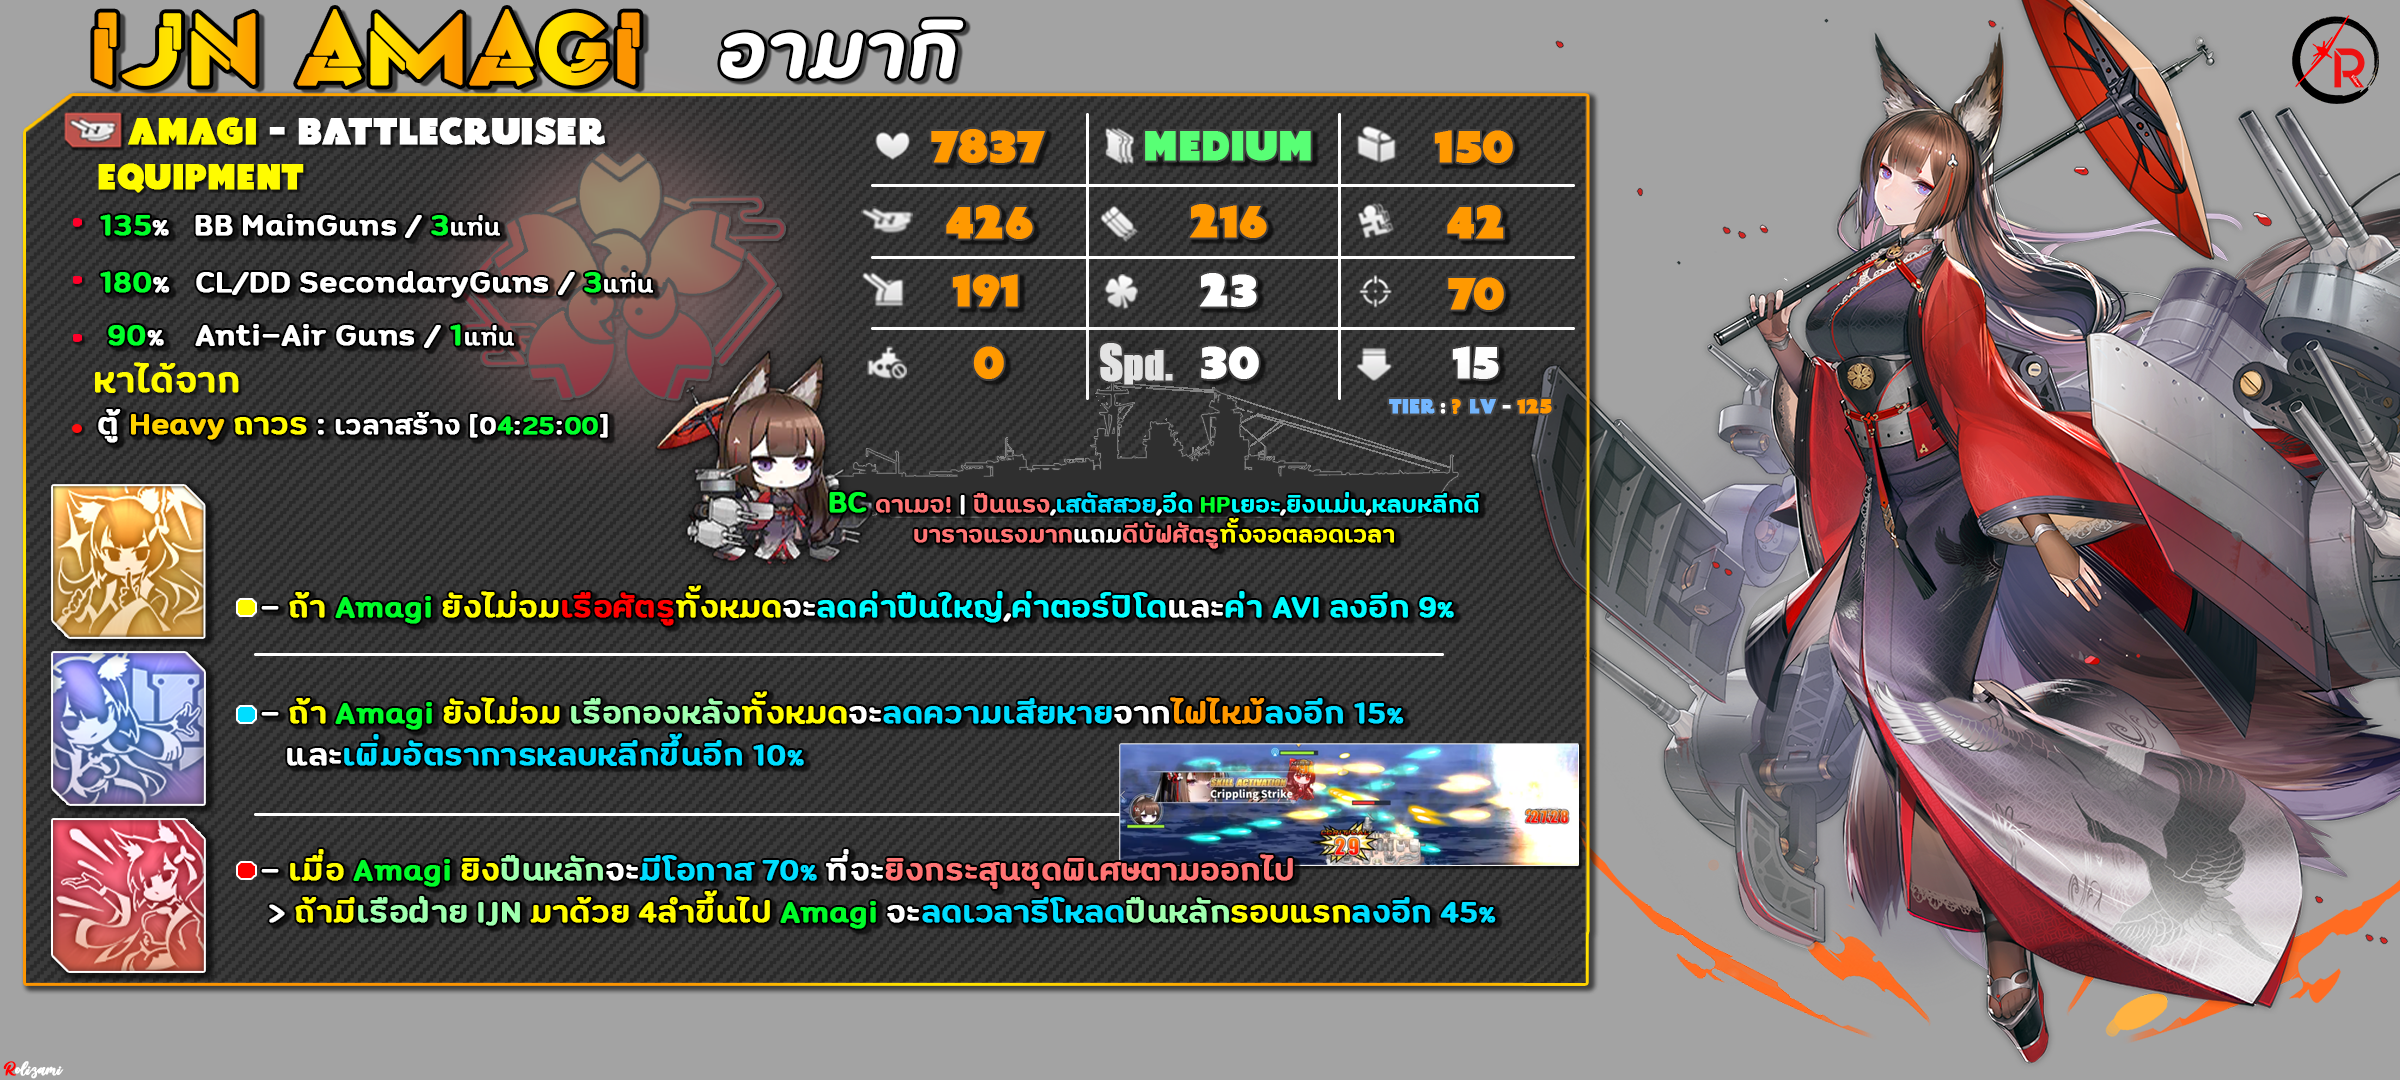 IJN AMAGI อามากิ
AMAGI - BATTLECRUISER
EQUIPMENT
135% BB MainGuns / 3แท่น
180% CL/DD SecondaryGuns / 3แท่น
90% Anti-Air Guns / 1แท่น
หาได้จาก
ตู้ Heavy ถาวร : เวลาสร้าง [04:25:00]
7837 MEDIUM 150
426 216 42
191 23 70
0 Spd. 30 15
TIER : ? LV - 125
BC ดาเมจ! | ปืนแรง,เสตัสสวย,อึด HPเยอะ,ยิงแม่น,หลบหลีกดี
บาราจแรงมากแถมดีบัฟศัตรูทั้งจอตลอดเวลา
- ถ้า Amagi ยังไม่จมเรือศัตรูทั้งหมดจะลดค่าปืนใหญ่,ค่าตอร์ปิโดและค่า AVI ลงอีก 9%
- ถ้า Amagi ยังไม่จม เรือกองหลังทั้งหมดจะลดความเสียหายจากไฟไหม้ลงอีก 15%
และเพิ่มอัตราการหลบหลีกขึ้นอีก 10%
SKILL ACTIVATION
Crippling Strike
29
- เมื่อ Amagi ยิงปืนหลักจะมีโอกาส 70% ที่จะยิงกระสุนชุดพิเศษตามออกไป
> ถ้ามีเรือฝ่าย IJN มาด้วย 4ลำขึ้นไป Amagi จะลดเวลารีโหลดปืนหลักรอบแรกลงอีก 45%
R
Relizami